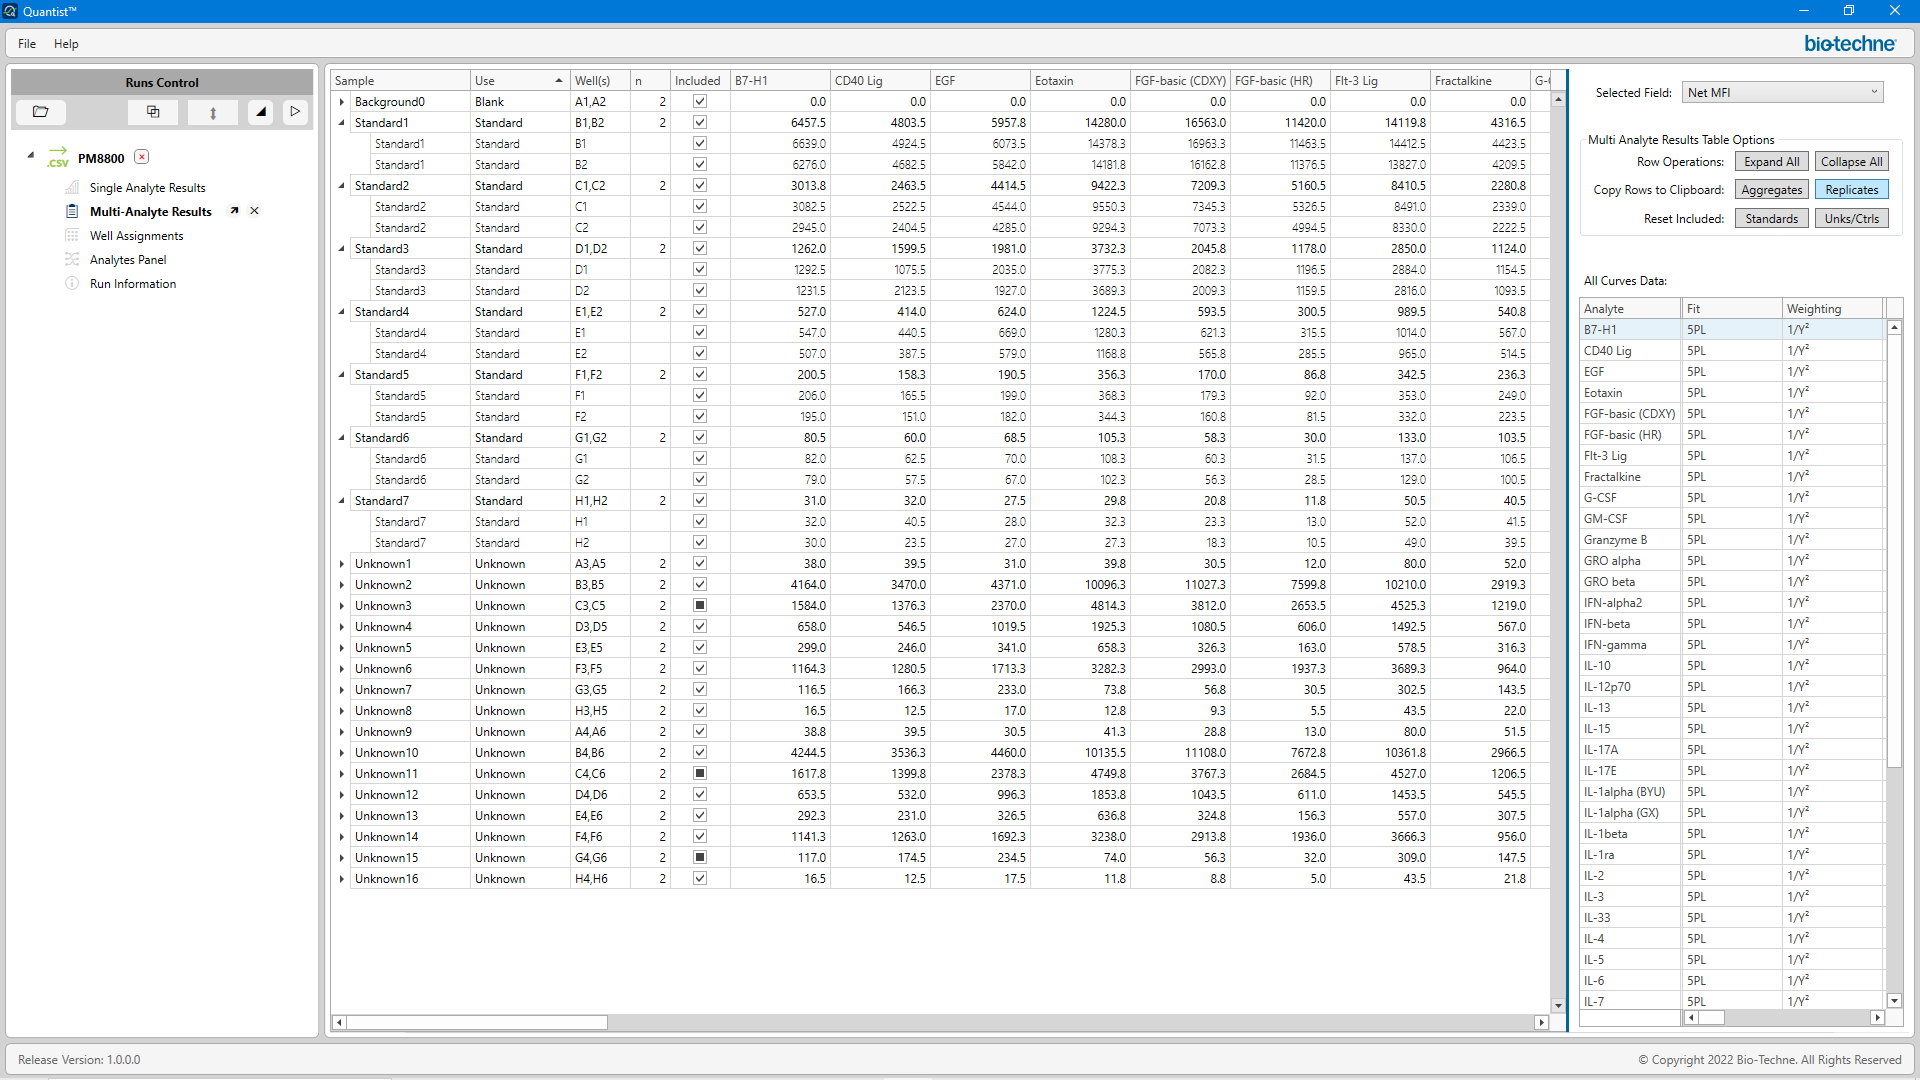 Quantist™
File Help
bio-techne
Runs Control
.csv PM8800
Single Analyte Results
Multi-Analyte Results
Well Assignments
Analytes Panel
Run Information
Sample Use Well(s) n Included B7-H1 CD40 Lig EGF Eotaxin FGF-basic (CDXY) FGF-basic (HR) Flt-3 Lig Fractalkine
Background0 Blank A1,A2 2 0.0 0.0 0.0 0.0 0.0 0.0 0.0 0.0
Standard1 Standard B1,B2 2 6457.5 4803.5 5957.8 14280.0 16563.0 11420.0 14119.8 4316.5
Standard1 Standard B1 6639.0 4924.5 6073.5 14378.3 16963.3 11463.5 14412.5 4423.5
Standard1 Standard B2 6276.0 4682.5 5842.0 14181.8 16162.8 11376.5 13827.0 4209.5
Standard2 Standard C1,C2 2 3013.8 2463.5 4414.5 9422.3 7209.3 5160.5 8410.5 2280.8
Standard2 Standard C1 3082.5 2522.5 4544.0 9550.3 7345.3 5326.5 8491.0 2339.0
Standard2 Standard C2 2945.0 2404.5 4285.0 9294.3 7073.3 4994.5 8330.0 2222.5
Standard3 Standard D1,D2 2 1262.0 1599.5 1981.0 3732.3 2045.8 1178.0 2850.0 1124.0
Standard3 Standard D1 1292.5 1075.5 2035.0 3775.3 2082.3 1196.5 2884.0 1154.5
Standard3 Standard D2 1231.5 2123.5 1927.0 3689.3 2009.3 1159.5 2816.0 1093.5
Standard4 Standard E1,E2 2 527.0 414.0 624.0 1224.5 593.5 300.5 989.5 540.8
Standard4 Standard E1 547.0 440.5 669.0 1280.3 621.3 315.5 1014.0 567.0
Standard4 Standard E2 507.0 387.5 579.0 1168.8 565.8 285.5 965.0 514.5
Standard5 Standard F1,F2 2 200.5 158.3 190.5 356.3 170.0 86.8 342.5 236.3
Standard5 Standard F1 206.0 165.5 199.0 368.3 179.3 92.0 353.0 249.0
Standard5 Standard F2 195.0 151.0 182.0 344.3 160.8 81.5 332.0 223.5
Standard6 Standard G1,G2 2 80.5 60.0 68.5 105.3 58.3 30.0 133.0 103.5
Standard6 Standard G1 82.0 62.5 70.0 108.3 60.3 31.5 137.0 106.5
Standard6 Standard G2 79.0 57.5 67.0 102.3 56.3 28.5 129.0 100.5
Standard7 Standard H1,H2 2 31.0 32.0 27.5 29.8 20.8 11.8 50.5 40.5
Standard7 Standard H1 32.0 40.5 28.0 32.3 23.3 13.0 52.0 41.5
Standard7 Standard H2 30.0 23.5 27.0 27.3 18.3 10.5 49.0 39.5
Unknown1 Unknown A3,A5 2 38.0 39.5 31.0 39.8 30.5 12.0 80.0 52.0
Unknown2 Unknown B3,B5 2 4164.0 3470.0 4371.0 10096.3 11027.3 7599.8 10210.0 2919.3
Unknown3 Unknown C3,C5 2 1584.0 1376.3 2370.0 4814.3 3812.0 2653.5 4525.3 1219.0
Unknown4 Unknown D3,D5 2 658.0 546.5 1019.5 1925.3 1080.5 606.0 1492.5 567.0
Unknown5 Unknown E3,E5 2 299.0 246.0 341.0 658.3 326.3 163.0 578.5 316.3
Unknown6 Unknown F3,F5 2 1164.3 1280.5 1713.3 3282.3 2993.0 1937.3 3689.3 964.0
Unknown7 Unknown G3,G5 2 116.5 166.3 233.0 73.8 56.8 30.5 302.5 143.5
Unknown8 Unknown H3,H5 2 16.5 12.5 17.0 12.8 9.3 5.5 43.5 22.0
Unknown9 Unknown A4,A6 2 38.8 39.5 30.5 41.3 28.8 13.0 80.0 51.5
Unknown10 Unknown B4,B6 2 4244.5 3536.3 4460.0 10135.5 11108.0 7672.8 10361.8 2966.5
Unknown11 Unknown C4,C6 2 1617.8 1399.8 2378.3 4749.8 3767.3 2684.5 4527.0 1206.5
Unknown12 Unknown D4,D6 2 653.5 532.0 996.3 1853.8 1043.5 611.0 1453.5 545.5
Unknown13 Unknown E4,E6 2 292.3 231.0 326.5 636.8 324.8 156.3 557.0 307.5
Unknown14 Unknown F4,F6 2 1141.3 1263.0 1692.3 3238.0 2913.8 1936.0 3666.3 956.0
Unknown15 Unknown G4,G6 2 117.0 174.5 234.5 74.0 56.3 32.0 309.0 147.5
Unknown16 Unknown H4,H6 2 16.5 12.5 17.5 11.8 8.8 5.0 43.5 21.8
Selected Field: Net MFI
Multi Analyte Results Table Options
Row Operations: Expand All Collapse All
Copy Rows to Clipboard: Aggregates Replicates
Reset Included: Standards Unks/Ctrls
All Curves Data:
Analyte Fit Weighting
B7-H1 5PL 1/Y²
CD40 Lig 5PL 1/Y²
EGF 5PL 1/Y²
Eotaxin 5PL 1/Y²
FGF-basic (CDXY) 5PL 1/Y²
FGF-basic (HR) 5PL 1/Y²
Flt-3 Lig 5PL 1/Y²
Fractalkine 5PL 1/Y²
G-CSF 5PL 1/Y²
GM-CSF 5PL 1/Y²
Granzyme B 5PL 1/Y²
GRO alpha 5PL 1/Y²
GRO beta 5PL 1/Y²
IFN-alpha2 5PL 1/Y²
IFN-beta 5PL 1/Y²
IFN-gamma 5PL 1/Y²
IL-10 5PL 1/Y²
IL-12p70 5PL 1/Y²
IL-13 5PL 1/Y²
IL-15 5PL 1/Y²
IL-17A 5PL 1/Y²
IL-17E 5PL 1/Y²
IL-1alpha (BYU) 5PL 1/Y²
IL-1alpha (GX) 5PL 1/Y²
IL-1beta 5PL 1/Y²
IL-1ra 5PL 1/Y²
IL-2 5PL 1/Y²
IL-3 5PL 1/Y²
IL-33 5PL 1/Y²
IL-4 5PL 1/Y²
IL-5 5PL 1/Y²
IL-6 5PL 1/Y²
IL-7 5PL 1/Y²
Release Version: 1.0.0.0
© Copyright 2022 Bio-Techne. All Rights Reserved